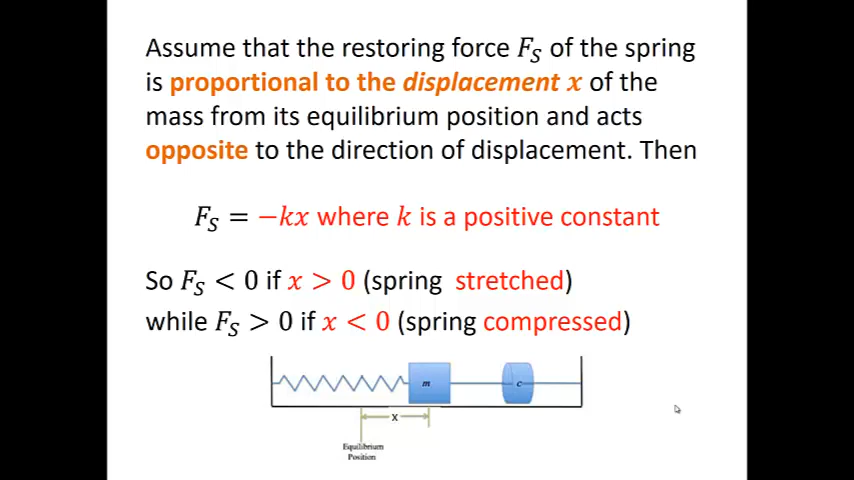 Assume that the restoring force F_S of the spring
is proportional to the displacement x of the
mass from its equilibrium position and acts
opposite to the direction of displacement. Then
F_S = −kx where k is a positive constant
So F_S < 0 if x > 0 (spring stretched)
while F_S > 0 if x < 0 (spring compressed)
m
c
x
Equilibrium
Position